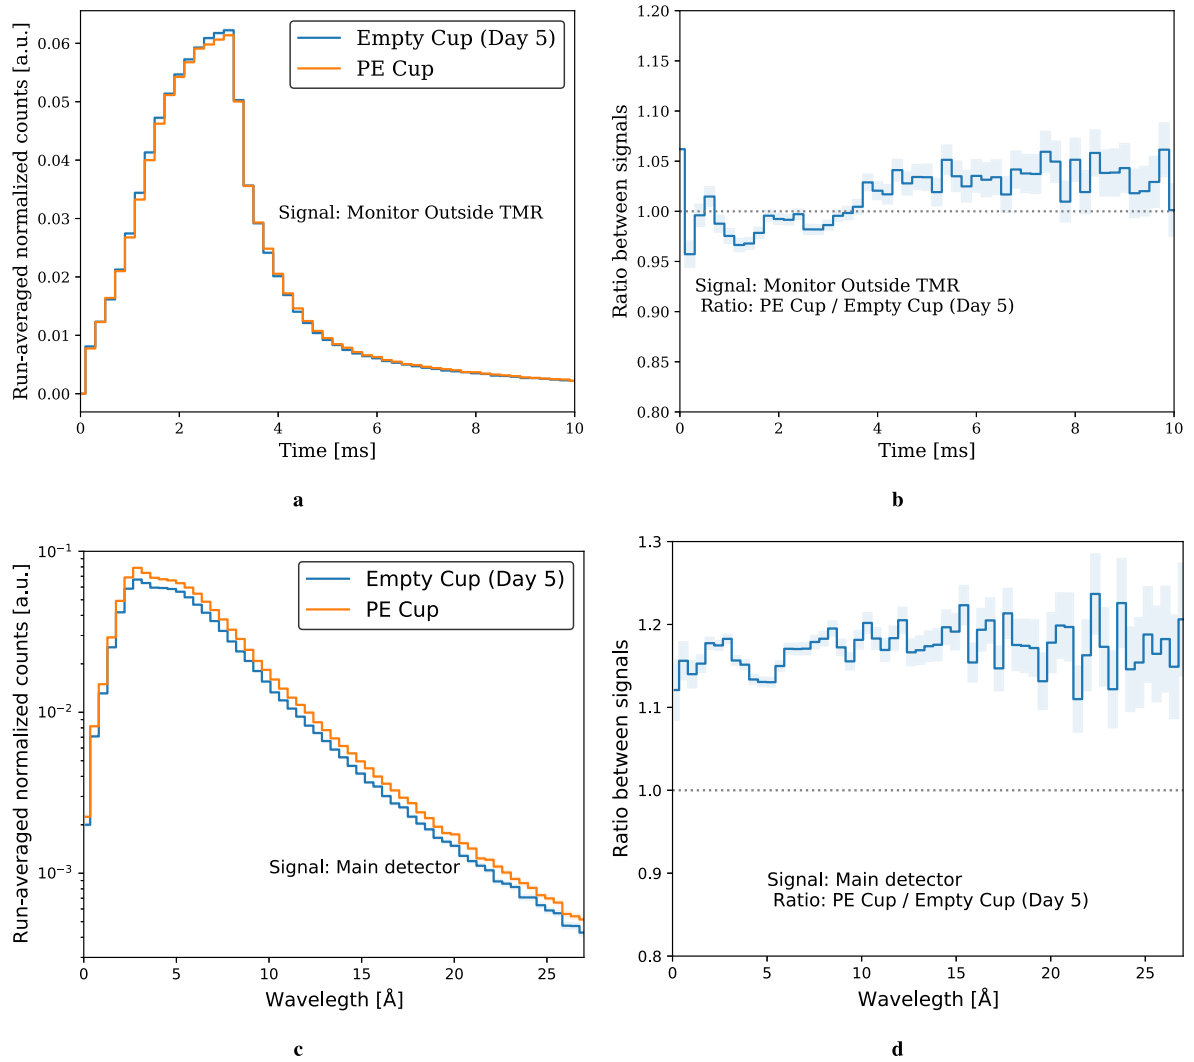 Run-averaged normalized counts [a.u.]
0.06
0.05
0.04
0.03
0.02
0.01
0.00
Empty Cup (Day 5)
PE Cup
Signal: Monitor Outside TMR
0 2 4 6 8 10
Time [ms]
a
Ratio between signals
1.20
1.15
1.10
1.05
1.00
0.95
0.90
0.85
0.80
Signal: Monitor Outside TMR
Ratio: PE Cup / Empty Cup (Day 5)
0 2 4 6 8 10
Time [ms]
b
Run-averaged normalized counts [a.u.]
10⁻¹
10⁻²
10⁻³
Empty Cup (Day 5)
PE Cup
Signal: Main detector
0 5 10 15 20 25
Wavelegth [Å]
c
Ratio between signals
1.3
1.2
1.1
1.0
0.9
0.8
Signal: Main detector
Ratio: PE Cup / Empty Cup (Day 5)
0 5 10 15 20 25
Wavelegth [Å]
d